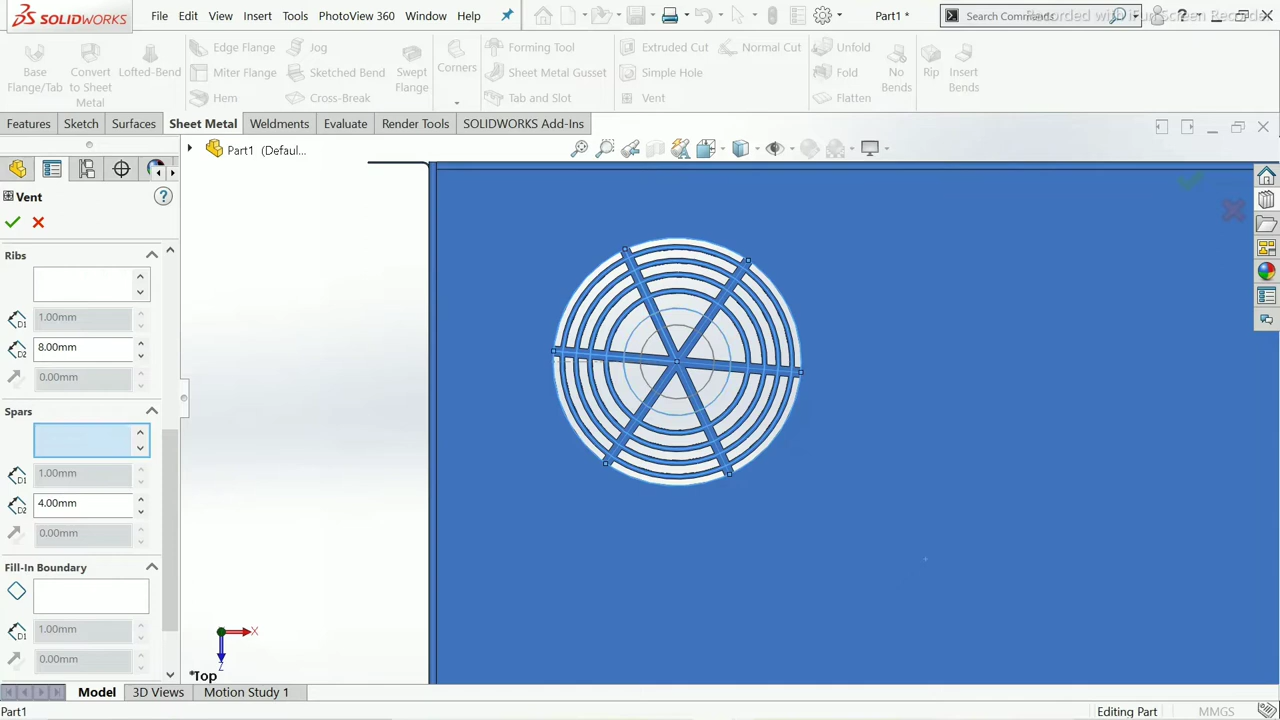 SOLIDWORKS
File Edit View Insert Tools PhotoView 360 Window Help
Part1 *
Search Commands
Recorded with iFun Screen Recorder
Base Flange/Tab
Convert to Sheet Metal
Lofted-Bend
Edge Flange
Miter Flange
Hem
Jog
Sketched Bend
Cross-Break
Swept Flange
Corners
Forming Tool
Sheet Metal Gusset
Tab and Slot
Extruded Cut
Simple Hole
Vent
Normal Cut
Unfold
Fold
Flatten
No Bends
Rip
Insert Bends
Features Sketch Surfaces Sheet Metal Weldments Evaluate Render Tools SOLIDWORKS Add-Ins
Part1 (Defaul...
Vent
Ribs
1.00mm
8.00mm
0.00mm
Spars
1.00mm
4.00mm
0.00mm
Fill-In Boundary
1.00mm
0.00mm
X
Z
*Top
Model 3D Views Motion Study 1
Part1
Editing Part
MMGS